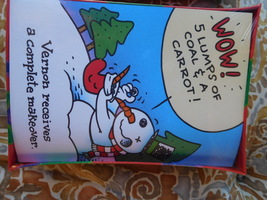 WOW!
5 LUMPS OF
COAL & A
CARROT!
Vernon receives
a complete makeover.